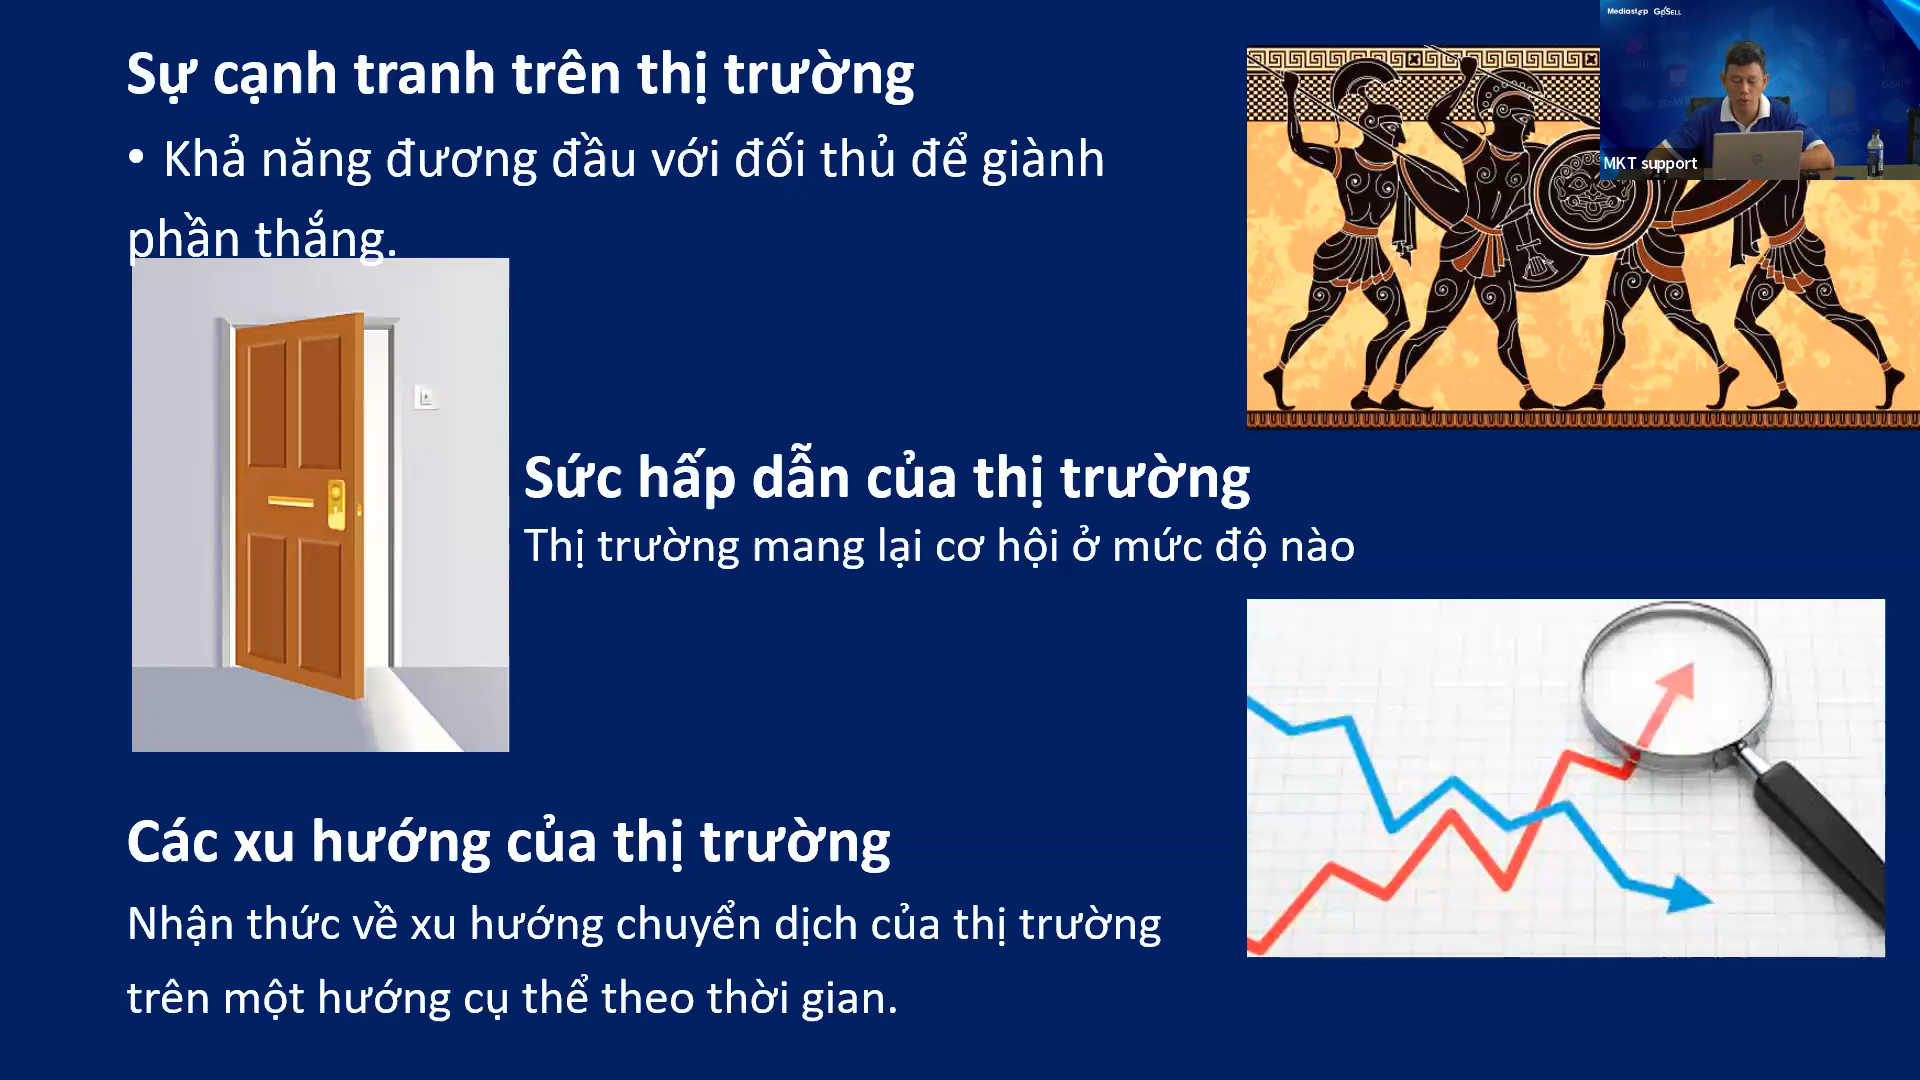 Sự cạnh tranh trên thị trường
• Khả năng đương đầu với đối thủ để giành
phần thắng.
Mediastep GoSELL
MKT support
Sức hấp dẫn của thị trường
Thị trường mang lại cơ hội ở mức độ nào
Các xu hướng của thị trường
Nhận thức về xu hướng chuyển dịch của thị trường
trên một hướng cụ thể theo thời gian.